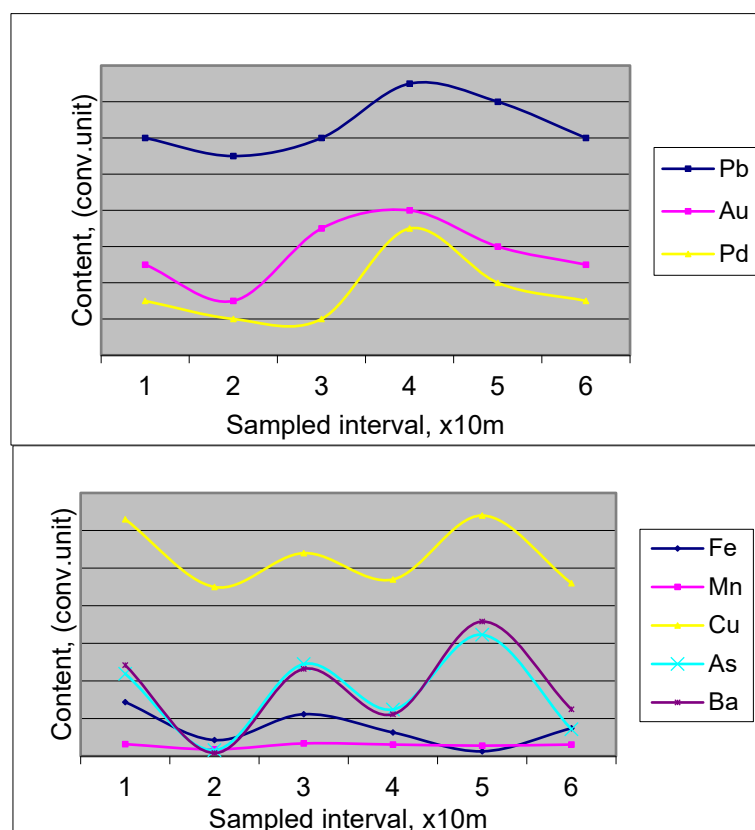 Content, (conv.unit)
Pb
Au
Pd
1 2 3 4 5 6
Sampled interval, x10m
Content, (conv.unit)
Fe
Mn
Cu
As
Ba
1 2 3 4 5 6
Sampled interval, x10m